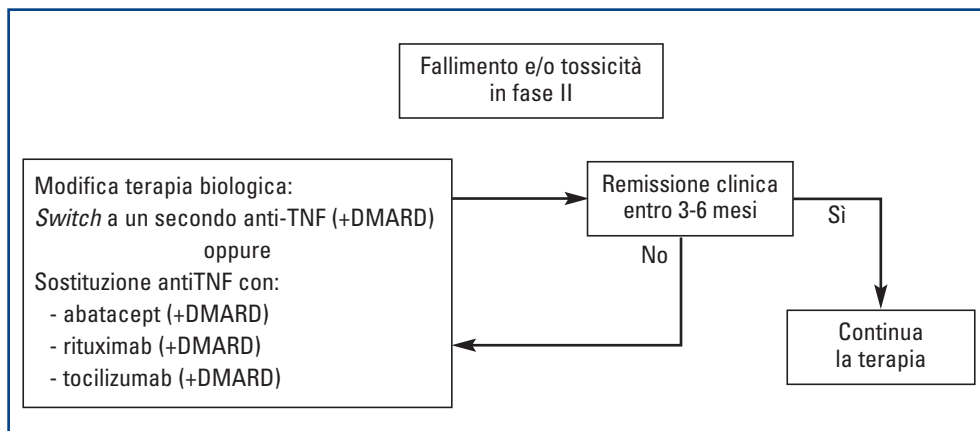 Fallimento e/o tossicità
in fase II
Modifica terapia biologica:
Switch a un secondo anti-TNF (+DMARD)
oppure
Sostituzione antiTNF con:
- abatacept (+DMARD)
- rituximab (+DMARD)
- tocilizumab (+DMARD)
Remissione clinica
entro 3-6 mesi
Sì
No
Continua
la terapia